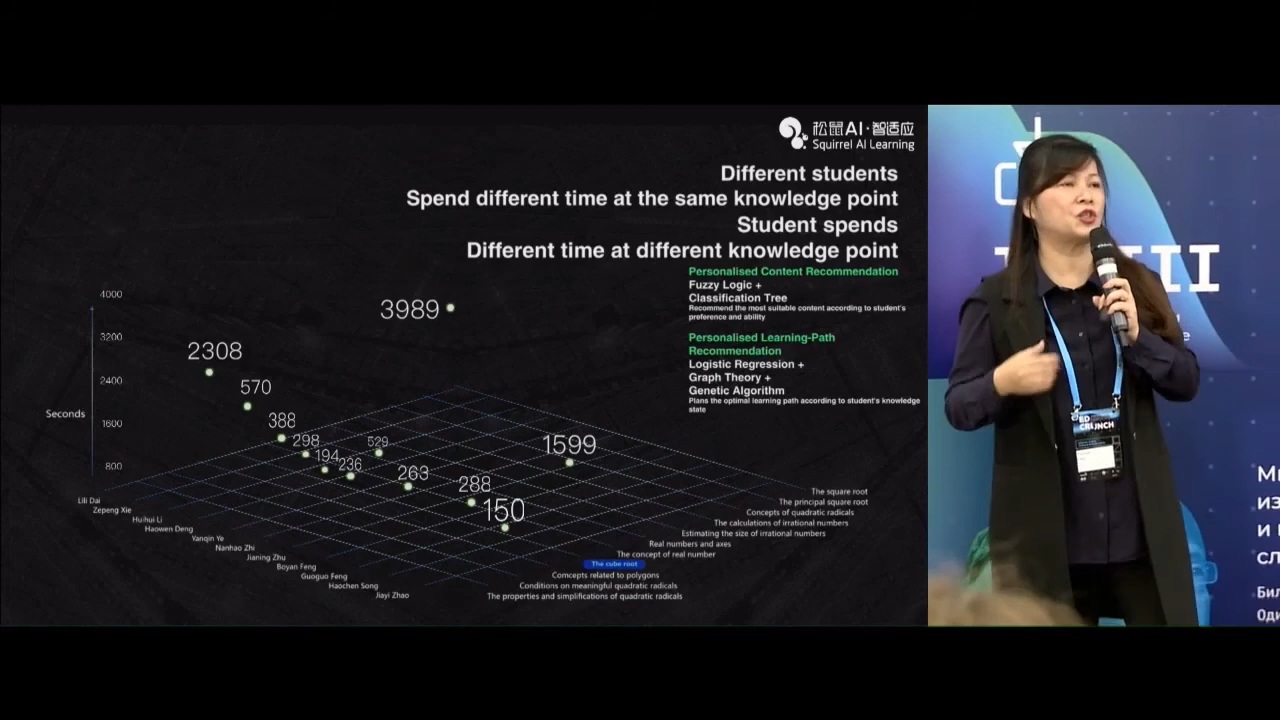 松鼠AI·智适应
Squirrel AI Learning
Different students
Spend different time at the same knowledge point
Student spends
Different time at different knowledge point
Personalised Content Recommendation
Fuzzy Logic +
Classification Tree
Recommend the most suitable content according to student's
preference and ability
Personalised Learning-Path
Recommendation
Logistic Regression +
Graph Theory +
Genetic Algorithm
Plans the optimal learning path according to student's knowledge
state
4000
3200
2400
1600
800
Seconds
3989
2308
570
388
298
194
236
529
263
288
150
1599
Lili Dai
Zepeng Xie
Huihui Li
Haowen Deng
Yanqin Ye
Nanhao Zhi
Jianing Zhu
Boyan Feng
Guoguo Feng
Haochen Song
Jiayi Zhao
The square root
The principal square root
Concepts of quadratic radicals
The calculations of irrational numbers
Estimating the size of irrational numbers
Real numbers and axes
The concept of real number
The cube root
Comcepts related to polygons
Conditions on meaningful quadratic radicals
The properties and simplifications of quadratic radicals
ED
CRUNCH